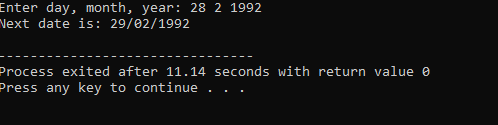 Enter day, month, year: 28 2 1992
Next date is: 29/02/1992
--------------------------------
Process exited after 11.14 seconds with return value 0
Press any key to continue . . .